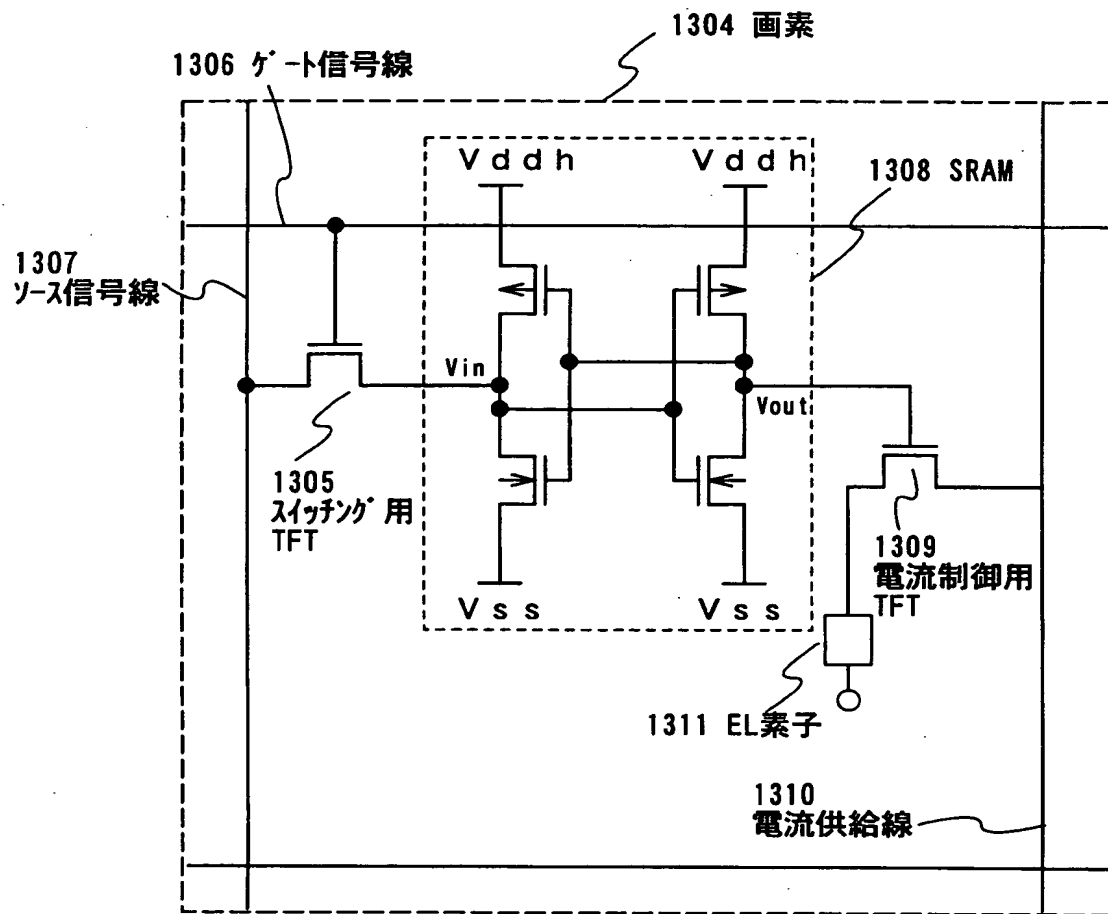 1304 画素
1306 ゲート信号線
Vddh Vddh
1308 SRAM
1307
ソース信号線
Vin
Vout
1305
スイッチング用
TFT
1309
電流制御用
TFT
Vss Vss
1311 EL素子
1310
電流供給線